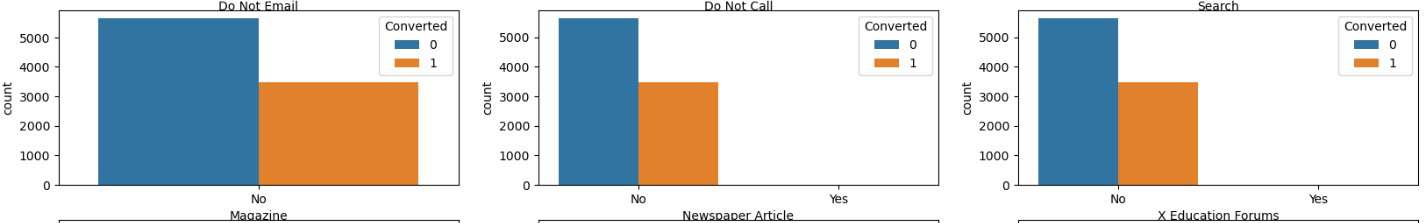 Do Not Email
Do Not Call
Search
Converted
0
1
Converted
0
1
Converted
0
1
count
5000
4000
3000
2000
1000
0
No
count
5000
4000
3000
2000
1000
0
No
Yes
count
5000
4000
3000
2000
1000
0
No
Yes
Magazine
Newspaper Article
X Education Forums